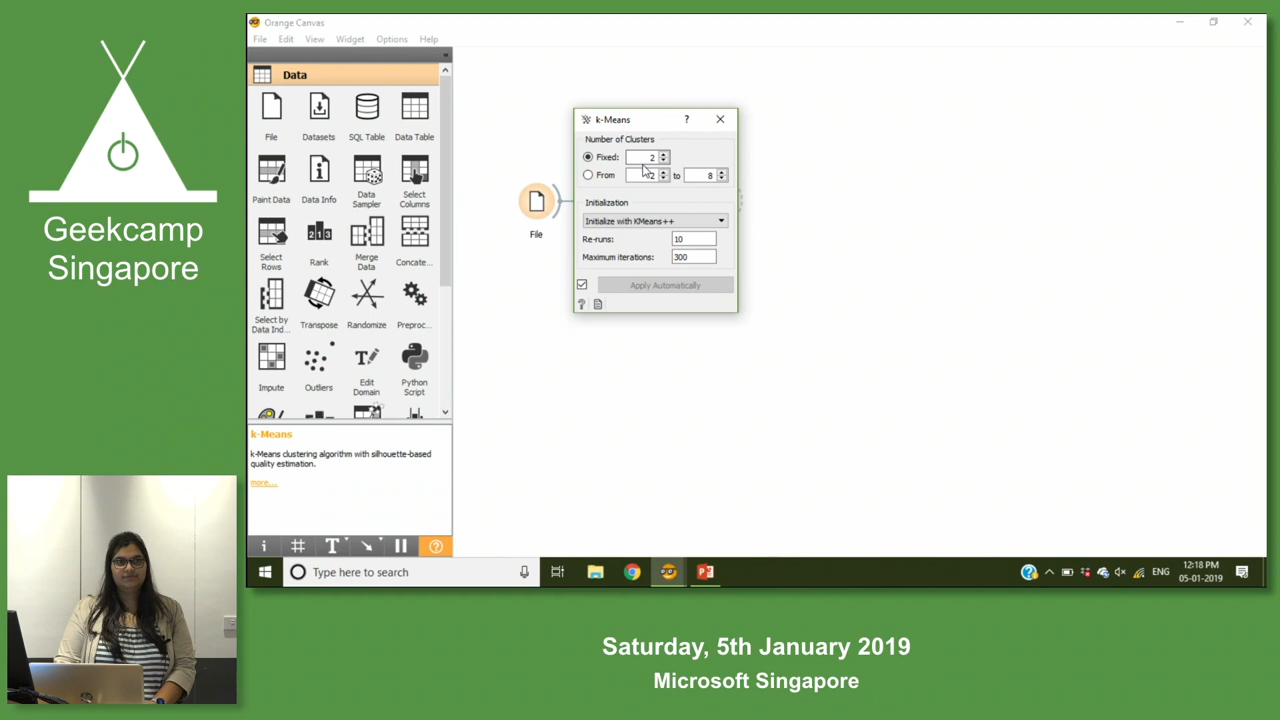 Geekcamp
Singapore
Orange Canvas
File Edit View Widget Options Help
Data
File Datasets SQL Table Data Table
Paint Data Data Info Data Sampler Select Columns
Select Rows Rank Merge Data Concate...
Select by Data Ind... Transpose Randomize Preproc...
Impute Outliers Edit Domain Python Script
k-Means
k-Means clustering algorithm with silhouette-based
quality estimation.
more...
File
k-Means ? ×
Number of Clusters
Fixed: 2
From 2 to 8
Initialization
Initialize with KMeans++
Re-runs: 10
Maximum iterations: 300
Apply Automatically
Type here to search
ENG
12:18 PM
05-01-2019
Saturday, 5th January 2019
Microsoft Singapore